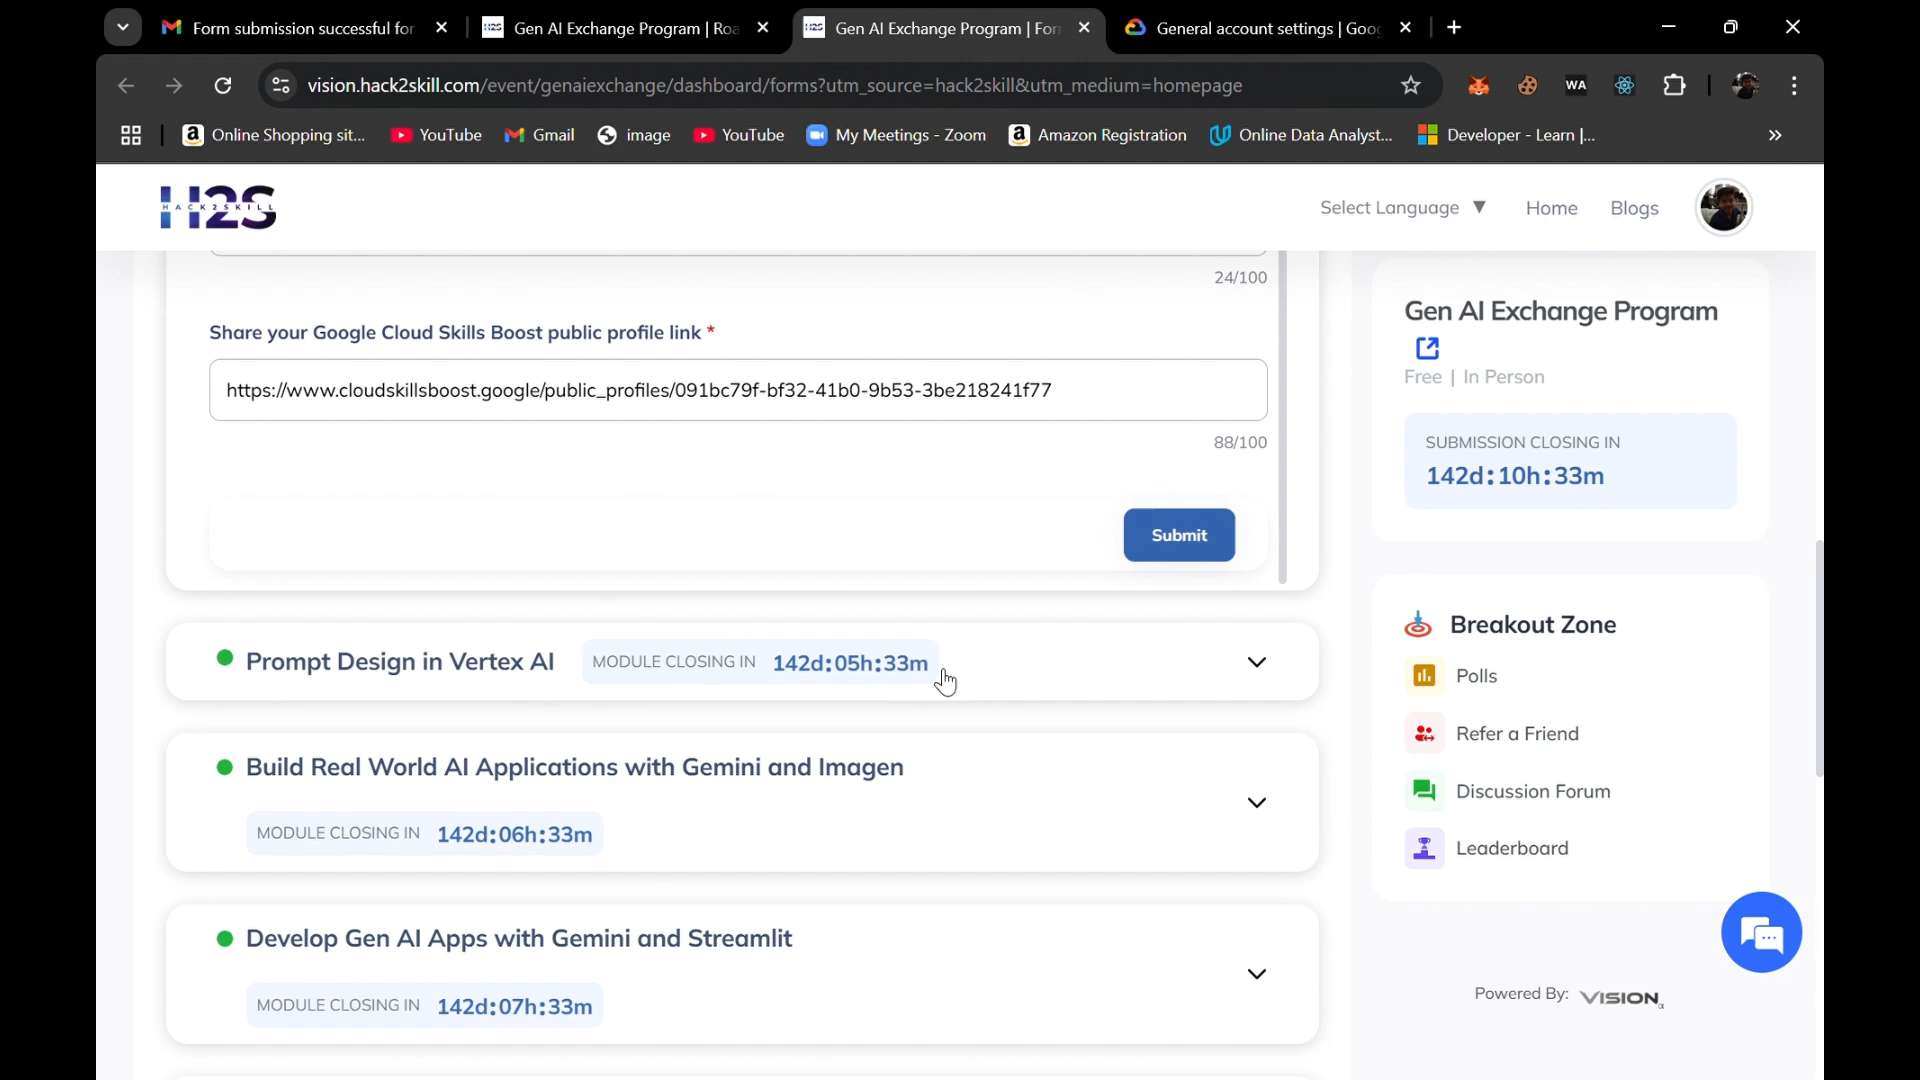 Form submission successful for
H2S Gen AI Exchange Program | Roa
H2S Gen AI Exchange Program | For
General account settings | Goog
vision.hack2skill.com/event/genaiexchange/dashboard/forms?utm_source=hack2skill&utm_medium=homepage
WA
Online Shopping sit...
YouTube
Gmail
image
YouTube
My Meetings - Zoom
Amazon Registration
Online Data Analyst...
Developer - Learn |...
H2S
HACK2SKILL
Select Language ▼
Home
Blogs
24/100
Share your Google Cloud Skills Boost public profile link *
https://www.cloudskillsboost.google/public_profiles/091bc79f-bf32-41b0-9b53-3be218241f77
88/100
Submit
Prompt Design in Vertex AI
MODULE CLOSING IN 142d:05h:33m
Build Real World AI Applications with Gemini and Imagen
MODULE CLOSING IN 142d:06h:33m
Develop Gen AI Apps with Gemini and Streamlit
MODULE CLOSING IN 142d:07h:33m
Gen AI Exchange Program
Free | In Person
SUBMISSION CLOSING IN
142d:10h:33m
Breakout Zone
Polls
Refer a Friend
Discussion Forum
Leaderboard
Powered By: VISION